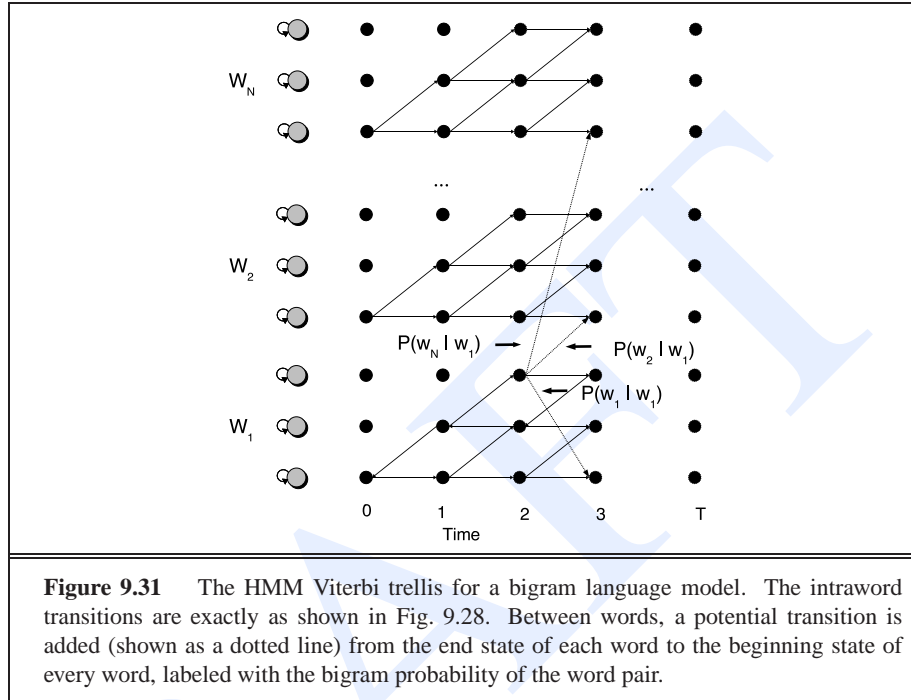 W_N
...
...
W_2
P(w_N | w_1)
P(w_2 | w_1)
P(w_1 | w_1)
W_1
0 1 2 3 T
Time
Figure 9.31 The HMM Viterbi trellis for a bigram language model. The intraword
transitions are exactly as shown in Fig. 9.28. Between words, a potential transition is
added (shown as a dotted line) from the end state of each word to the beginning state of
every word, labeled with the bigram probability of the word pair.
AFT